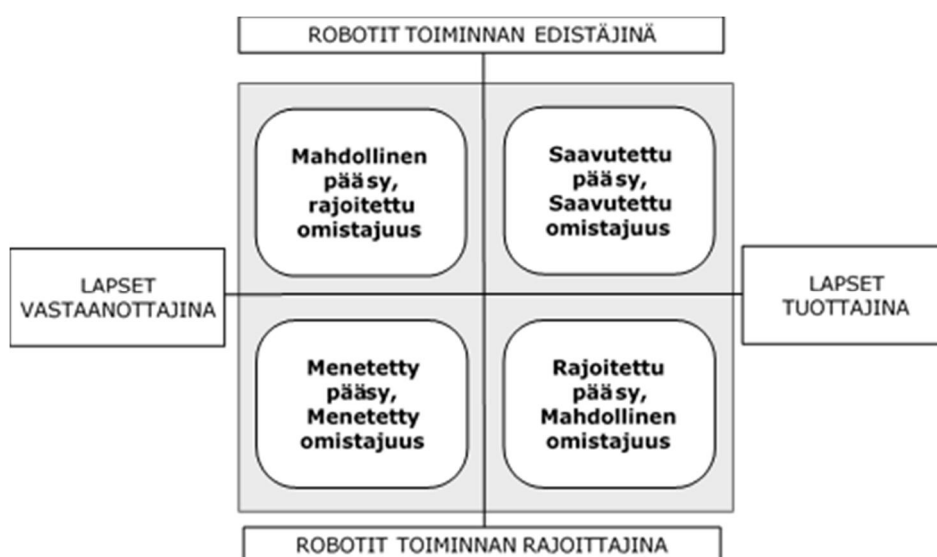 ROBOTIT TOIMINNAN EDISTÄJINÄ
Mahdollinen
pääsy,
rajoitettu
omistajuus
Saavutettu
pääsy,
Saavutettu
omistajuus
LAPSET
VASTAANOTTAJINA
LAPSET
TUOTTAJINA
Menetetty
pääsy,
Menetetty
omistajuus
Rajoitettu
pääsy,
Mahdollinen
omistajuus
ROBOTIT TOIMINNAN RAJOITTAJINA